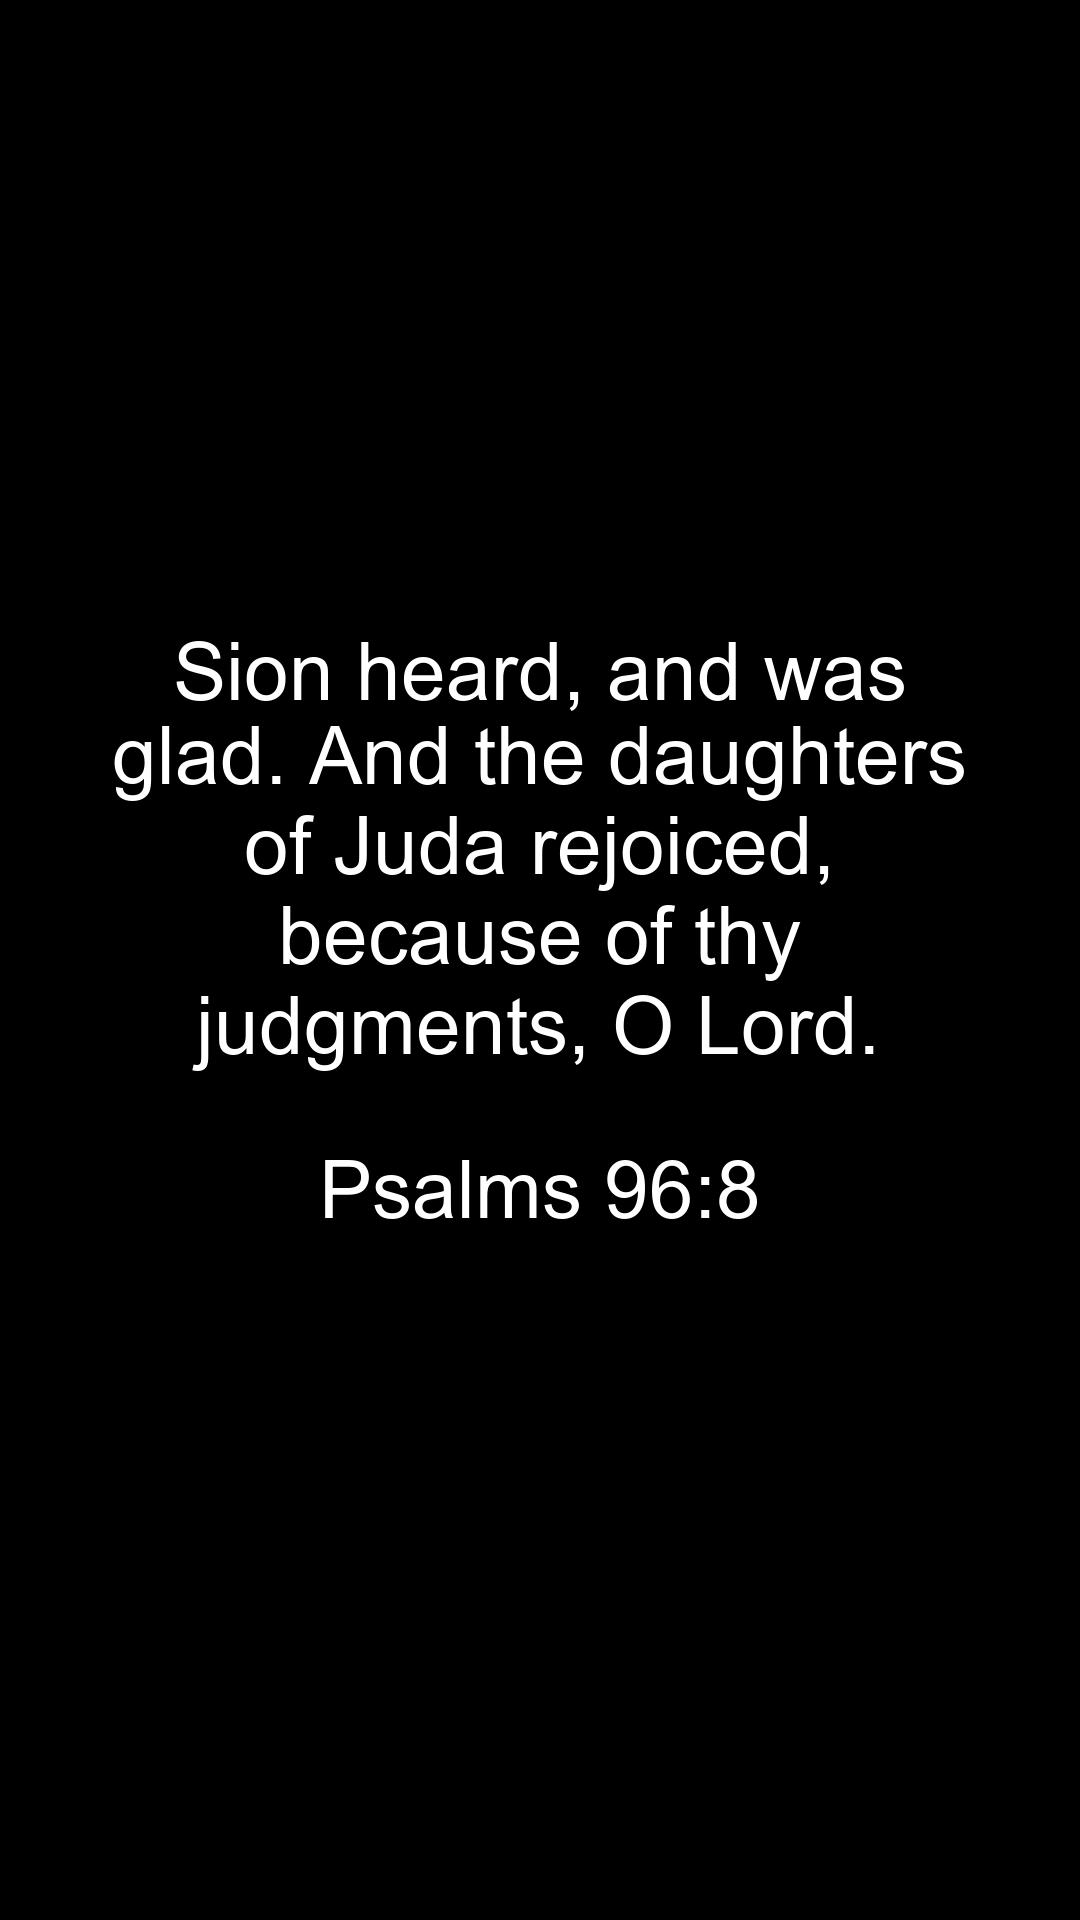 Sion heard, and was
glad. And the daughters
of Juda rejoiced,
because of thy
judgments, O Lord.
Psalms 96:8